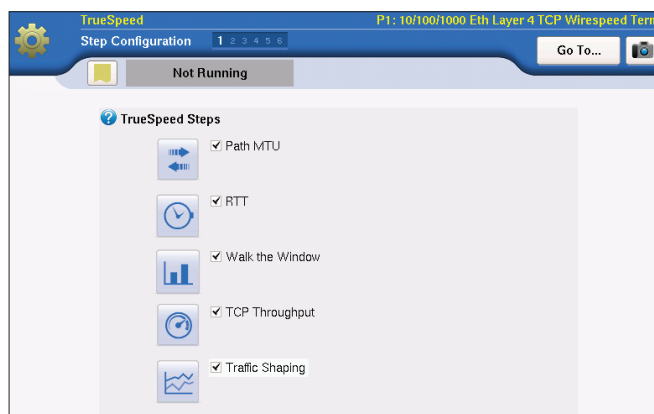 TrueSpeed
P1: 10/100/1000 Eth Layer 4 TCP Wirespeed Term
Step Configuration 1 2 3 4 5 6
Go To...
Not Running
TrueSpeed Steps
Path MTU
RTT
Walk the Window
TCP Throughput
Traffic Shaping